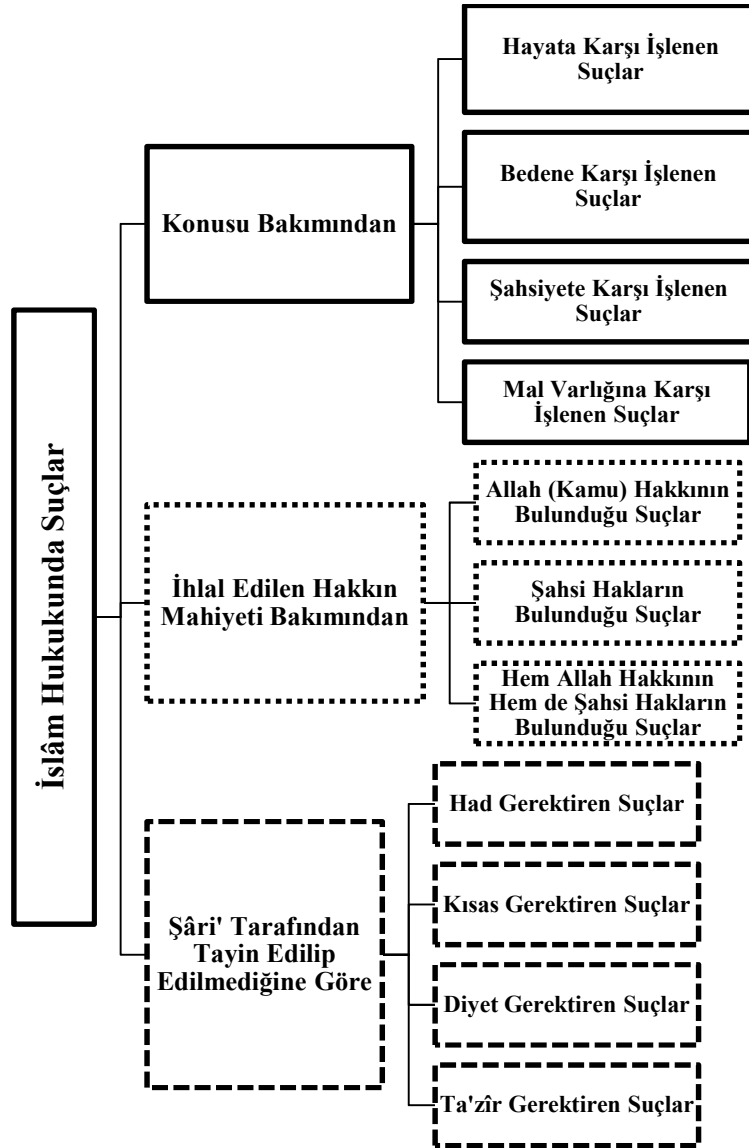 İslâm Hukukunda Suçlar
Konusu Bakımından
Hayata Karşı İşlenen
Suçlar
Bedene Karşı İşlenen
Suçlar
Şahsiyete Karşı İşlenen
Suçlar
Mal Varlığına Karşı
İşlenen Suçlar
İhlal Edilen Hakkın
Mahiyeti Bakımından
Allah (Kamu) Hakkının
Bulunduğu Suçlar
Şahsi Hakların
Bulunduğu Suçlar
Hem Allah Hakkının
Hem de Şahsi Hakların
Bulunduğu Suçlar
Şâri' Tarafından
Tayin Edilip
Edilmediğine Göre
Had Gerektiren Suçlar
Kısas Gerektiren Suçlar
Diyet Gerektiren Suçlar
Ta'zîr Gerektiren Suçlar